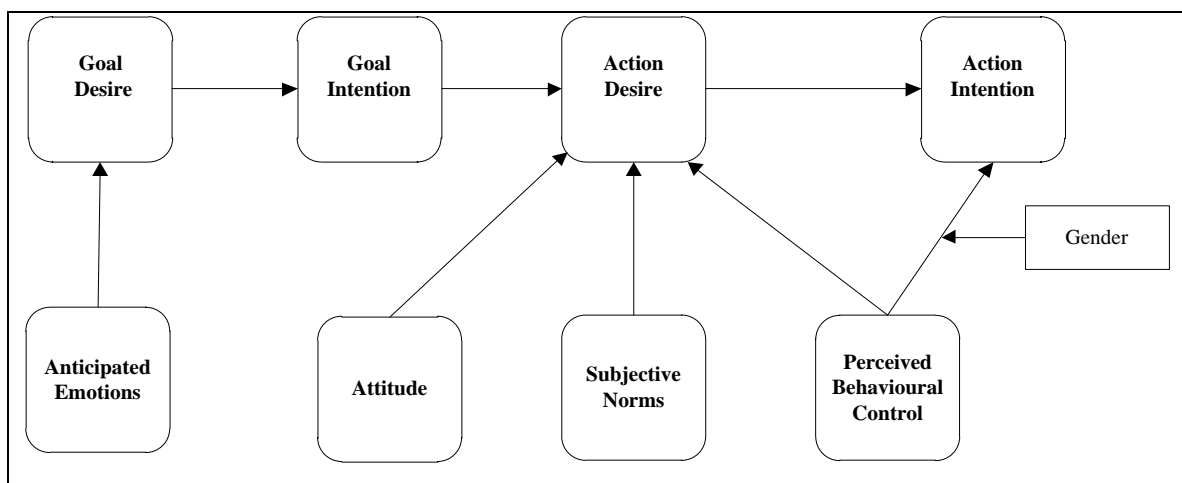 Goal
Desire
Goal
Intention
Action
Desire
Action
Intention
Gender
Anticipated
Emotions
Attitude
Subjective
Norms
Perceived
Behavioural
Control